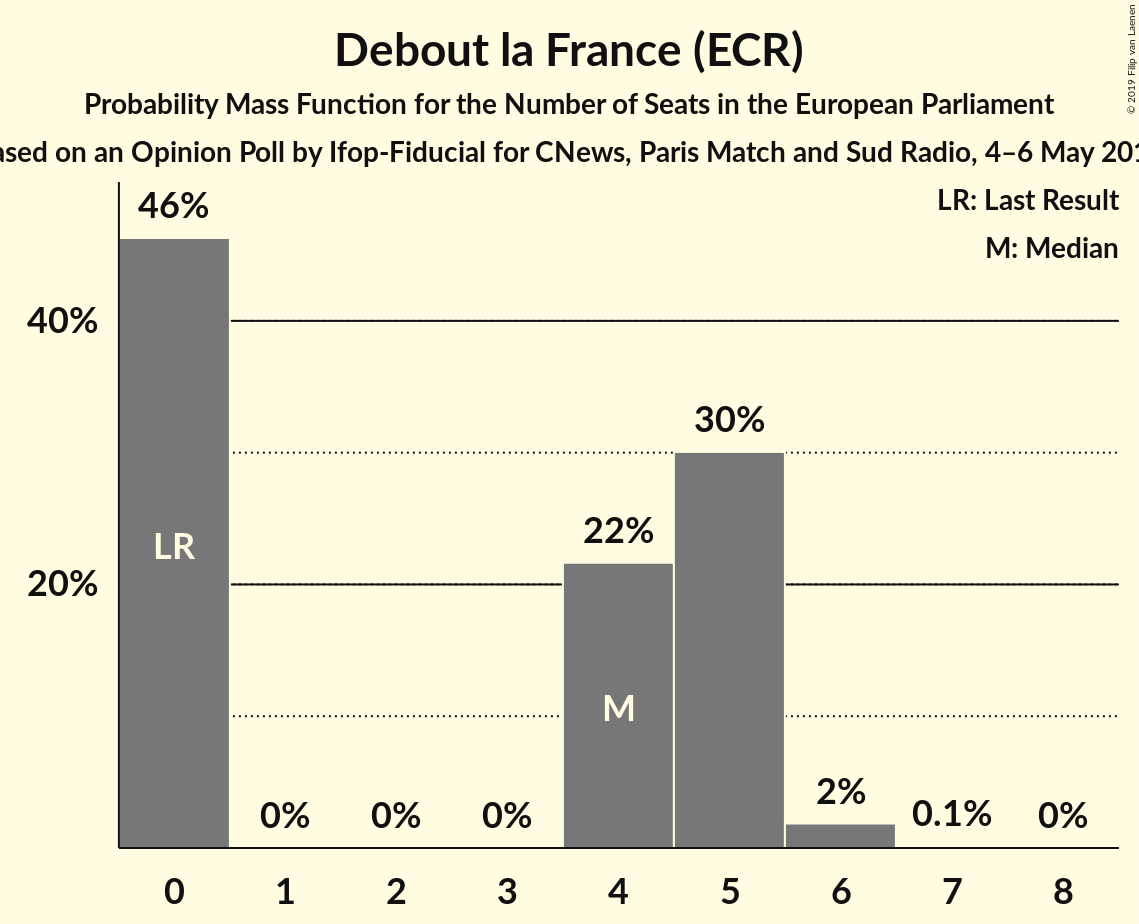 Debout la France (ECR)
Probability Mass Function for the Number of Seats in the European Parliament
on an Opinion Poll by Ifop-Fiducial for CNews, Paris Match and Sud Radio, 4–6 May
© 2019 Filip van Laenen
LR: Last Result
M: Median
46%
40%
30%
22%
20%
LR
M
2%
0% 0% 0% 0.1% 0%
0 1 2 3 4 5 6 7 8